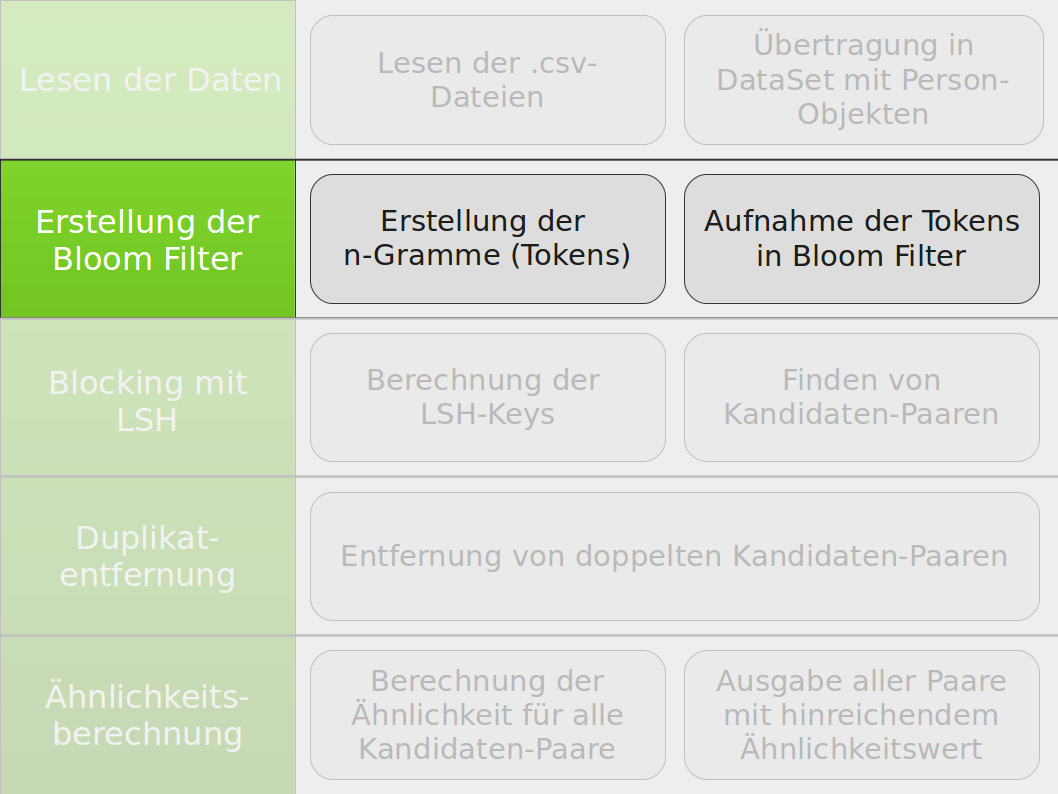 Lesen der Daten
Lesen der .csv-
Dateien
Übertragung in
DataSet mit Person-
Objekten
Erstellung der
Bloom Filter
Erstellung der
n-Gramme (Tokens)
Aufnahme der Tokens
in Bloom Filter
Blocking mit
LSH
Berechnung der
LSH-Keys
Finden von
Kandidaten-Paaren
Duplikat-
entfernung
Entfernung von doppelten Kandidaten-Paaren
Ähnlichkeits-
berechnung
Berechnung der
Ähnlichkeit für alle
Kandidaten-Paare
Ausgabe aller Paare
mit hinreichendem
Ähnlichkeitswert